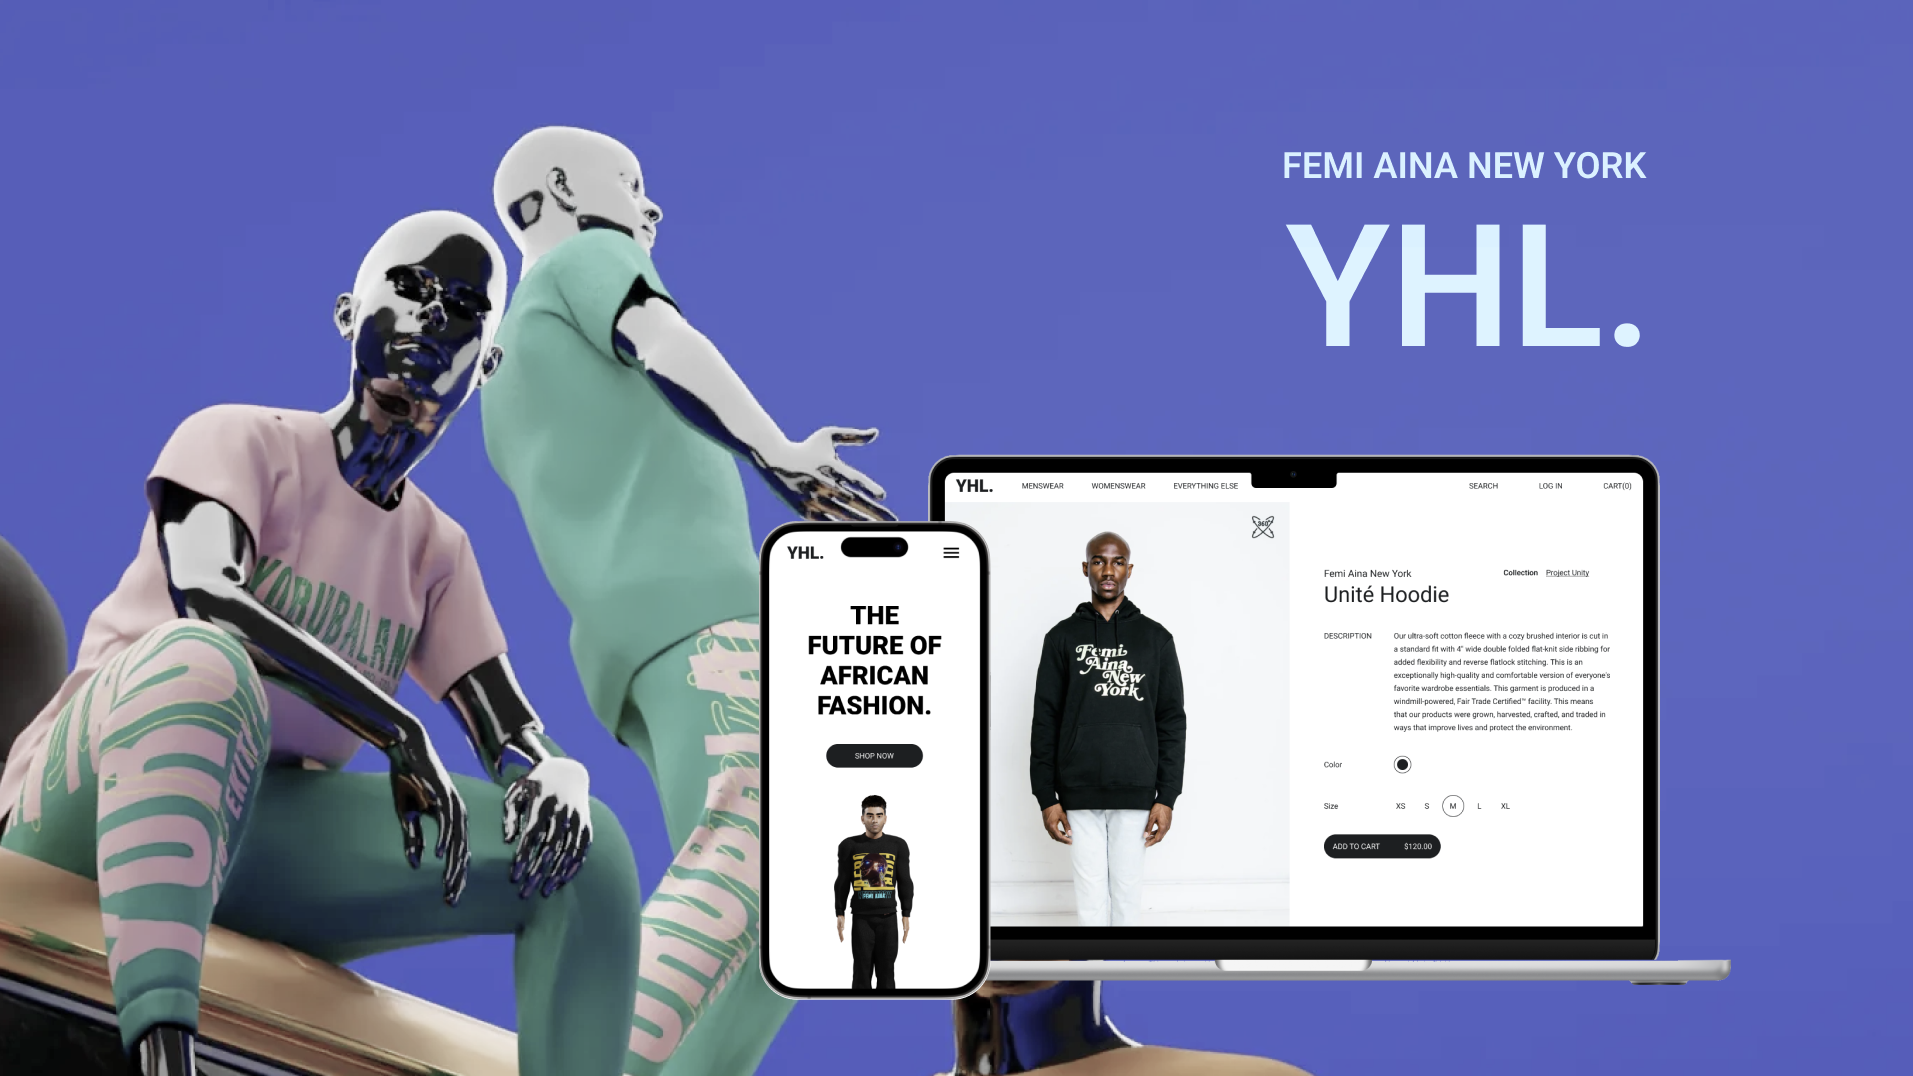 FEMI AINA NEW YORK
YHL.
YHL.
MENSWEAR
WOMENSWEAR
EVERYTHING ELSE
SEARCH
LOG IN
CART(0)
360°
Femi Aina New York
Collection Project Unity
Unité Hoodie
DESCRIPTION
Our ultra-soft cotton fleece with a cozy brushed interior is cut in
a standard fit with 4" wide double folded flat-knit side ribbing for
added flexibility and reverse flatlock stitching. This is an
exceptionally high-quality and comfortable version of everyone's
favorite wardrobe essentials. This garment is produced in a
windmill-powered, Fair Trade Certified™ facility. This means
that our products were grown, harvested, crafted, and traded in
ways that improve lives and protect the environment.
Color
Size
XS S M L XL
ADD TO CART $120.00
Femi
Aina
New
York
YHL.
THE
FUTURE OF
AFRICAN
FASHION.
SHOP NOW
FEMI AINA